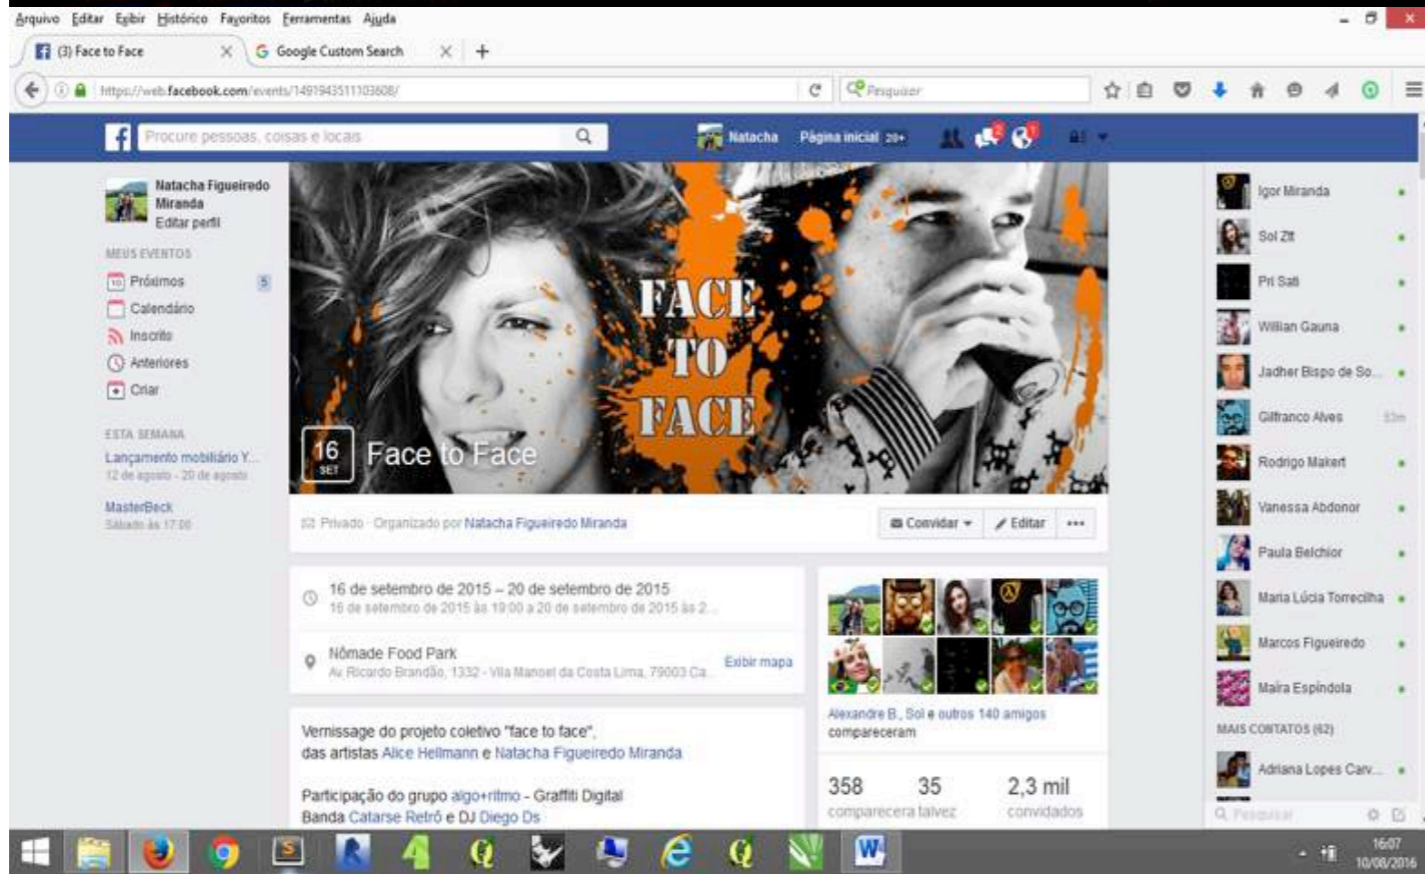 Arquivo Editar Exibir Histórico Favoritos Ferramentas Ajuda
(3) Face to Face
Google Custom Search
https://web.facebook.com/events/1491943511103608/
Pesquisar
Procure pessoas, coisas e locais
Natacha
Página inicial 20+
2
1
Natacha Figueiredo
Miranda
Editar perfil
MEUS EVENTOS
Próximos 5
Calendário
Inscrito
Anteriores
Criar
ESTA SEMANA
Lançamento mobiliário Y...
12 de agosto - 20 de agosto
MasterBeck
Sábado às 17:00
FACE
TO
FACE
16
SET
Face to Face
Privado · Organizado por Natacha Figueiredo Miranda
Convidar
Editar
16 de setembro de 2015 – 20 de setembro de 2015
16 de setembro de 2015 às 19:00 a 20 de setembro de 2015 às 2...
Nômade Food Park
Av. Ricardo Brandão, 1332 - Vila Manoel da Costa Lima, 79003 Ca...
Exibir mapa
Vernissage do projeto coletivo "face to face",
das artistas Alice Hellmann e Natacha Figueiredo Miranda
Participação do grupo algo+ritmo - Graffiti Digital
Banda Catarse Retrô e DJ Diego Ds
Alexandre B., Sol e outros 140 amigos
compareceram
358 35 2,3 mil
comparecera talvez convidados
Igor Miranda
Sol Ztt
Pri Sati
Willian Gauna
Jadher Bispo de So...
Gilfranco Alves
Rodrigo Makert
Vanessa Abdonor
Paula Belchior
Maria Lúcia Torrecilha
Marcos Figueiredo
Maíra Espíndola
MAIS CONTATOS (62)
Adriana Lopes Carv...
Pesquisar
16:07
10/08/2016